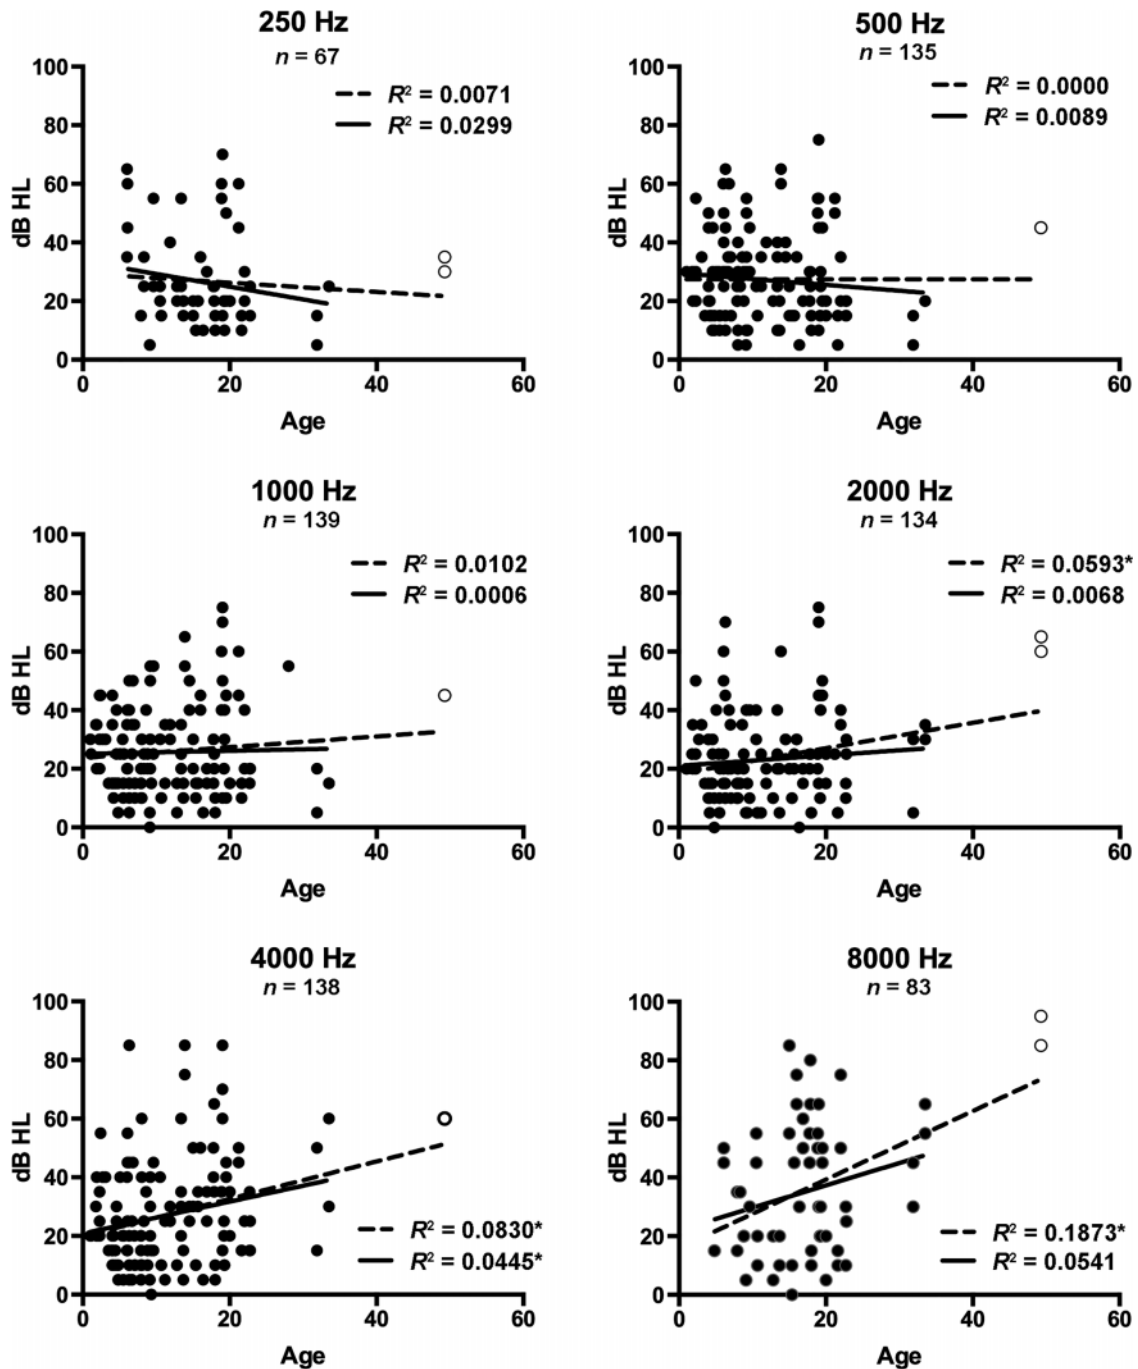 250 Hz
n = 67
R² = 0.0071
R² = 0.0299
100
80
60
40
20
0
dB HL
0 20 40 60
Age
500 Hz
n = 135
R² = 0.0000
R² = 0.0089
100
80
60
40
20
0
dB HL
0 20 40 60
Age
1000 Hz
n = 139
R² = 0.0102
R² = 0.0006
100
80
60
40
20
0
dB HL
0 20 40 60
Age
2000 Hz
n = 134
R² = 0.0593*
R² = 0.0068
100
80
60
40
20
0
dB HL
0 20 40 60
Age
4000 Hz
n = 138
100
80
60
40
20
0
dB HL
R² = 0.0830*
R² = 0.0445*
0 20 40 60
Age
8000 Hz
n = 83
100
80
60
40
20
0
dB HL
R² = 0.1873*
R² = 0.0541
0 20 40 60
Age